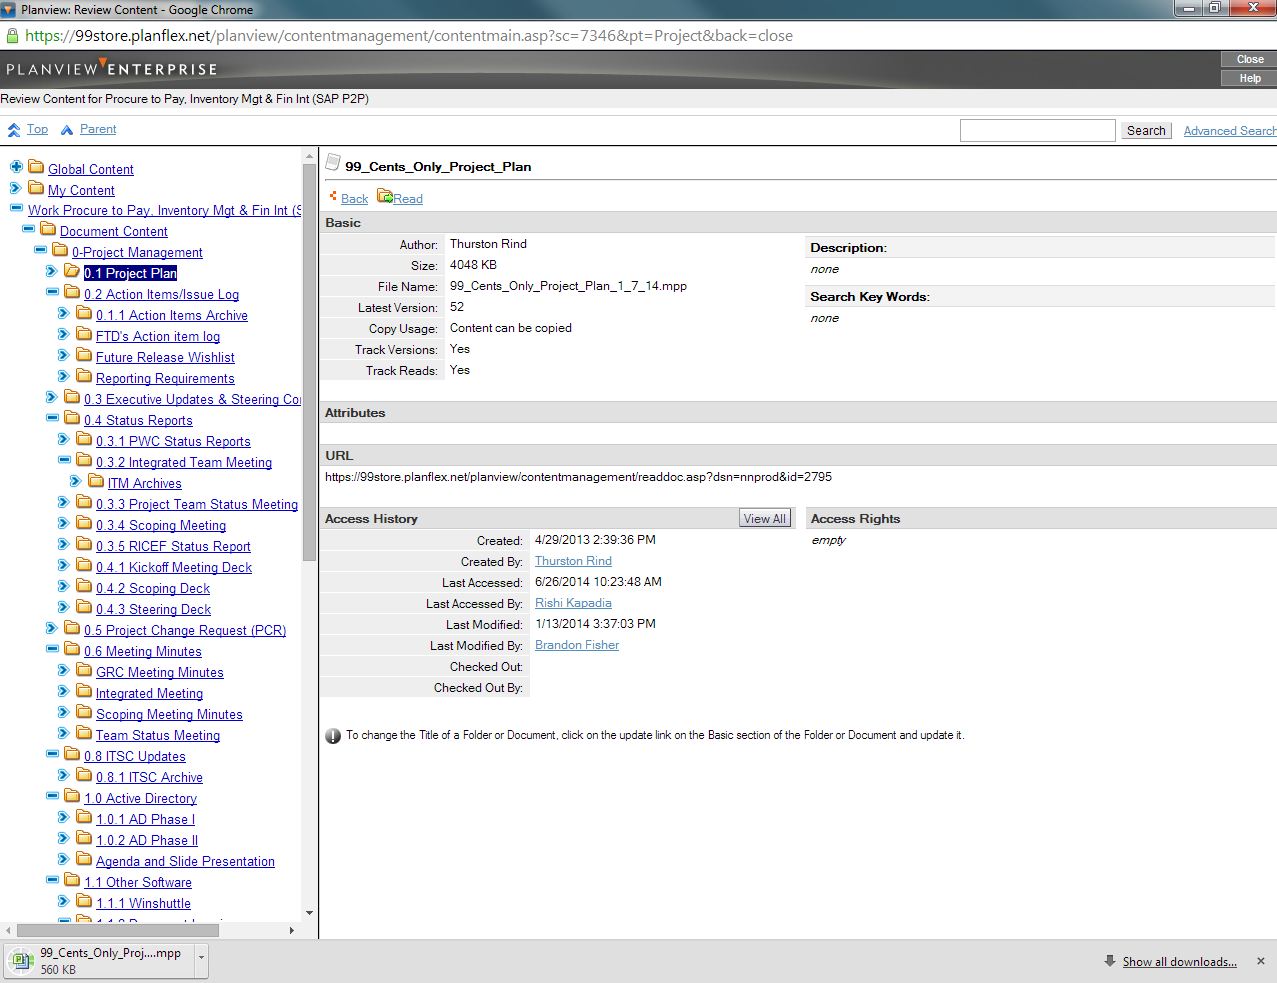 Planview: Review Content - Google Chrome
https://99store.planflex.net/planview/contentmanagement/contentmain.asp?sc=7346&pt=Project&back=close
PLANVIEW ENTERPRISE
Close
Help
Review Content for Procure to Pay, Inventory Mgt & Fin Int (SAP P2P)
Top Parent
Search Advanced Search
Global Content
My Content
Work Procure to Pay, Inventory Mgt & Fin Int (S
Document Content
0-Project Management
0.1 Project Plan
0.2 Action Items/Issue Log
0.1.1 Action Items Archive
FTD's Action item log
Future Release Wishlist
Reporting Requirements
0.3 Executive Updates & Steering Co
0.4 Status Reports
0.3.1 PWC Status Reports
0.3.2 Integrated Team Meeting
ITM Archives
0.3.3 Project Team Status Meeting
0.3.4 Scoping Meeting
0.3.5 RICEF Status Report
0.4.1 Kickoff Meeting Deck
0.4.2 Scoping Deck
0.4.3 Steering Deck
0.5 Project Change Request (PCR)
0.6 Meeting Minutes
GRC Meeting Minutes
Integrated Meeting
Scoping Meeting Minutes
Team Status Meeting
0.8 ITSC Updates
0.8.1 ITSC Archive
1.0 Active Directory
1.0.1 AD Phase I
1.0.2 AD Phase II
Agenda and Slide Presentation
1.1 Other Software
1.1.1 Winshuttle
99_Cents_Only_Project_Plan
Back Read
Basic
Author: Thurston Rind
Size: 4048 KB
File Name: 99_Cents_Only_Project_Plan_1_7_14.mpp
Latest Version: 52
Copy Usage: Content can be copied
Track Versions: Yes
Track Reads: Yes
Description:
none
Search Key Words:
none
Attributes
URL
https://99store.planflex.net/planview/contentmanagement/readdoc.asp?dsn=nnprod&id=2795
Access History View All
Created: 4/29/2013 2:39:36 PM
Created By: Thurston Rind
Last Accessed: 6/26/2014 10:23:48 AM
Last Accessed By: Rishi Kapadia
Last Modified: 1/13/2014 3:37:03 PM
Last Modified By: Brandon Fisher
Checked Out:
Checked Out By:
Access Rights
empty
To change the Title of a Folder or Document, click on the update link on the Basic section of the Folder or Document and update it.
99_Cents_Only_Proj....mpp
560 KB
Show all downloads...